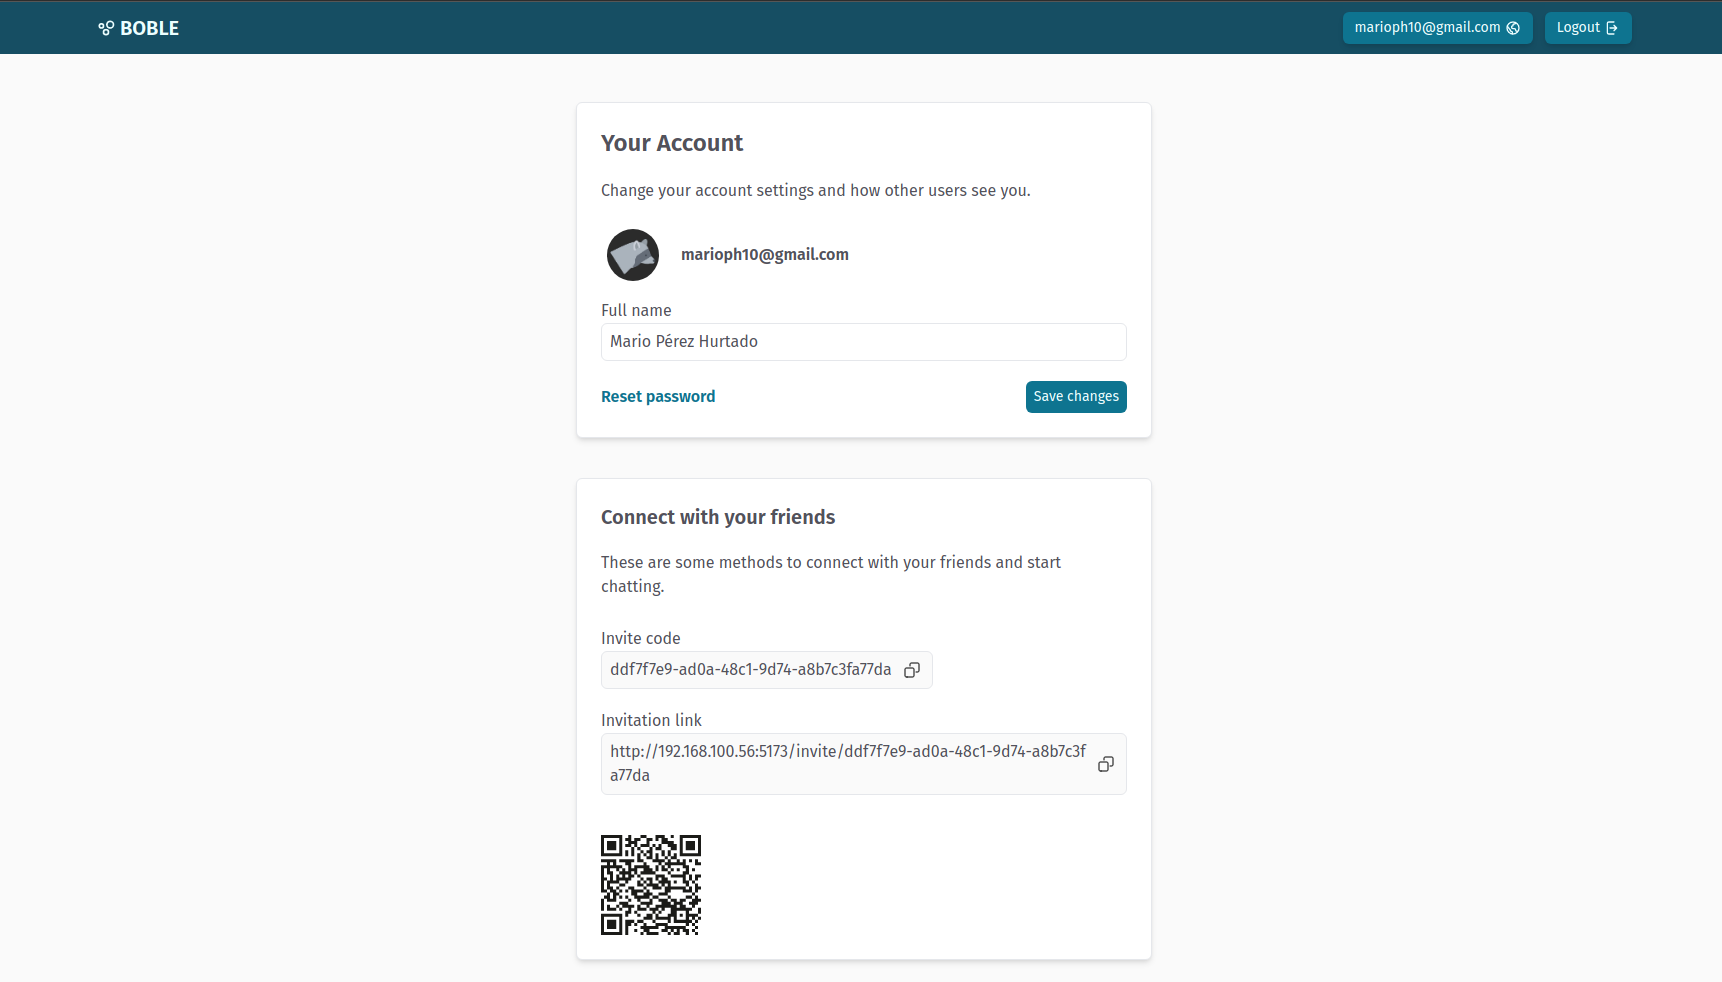 BOBLE
marioph10@gmail.com
Logout
Your Account
Change your account settings and how other users see you.
marioph10@gmail.com
Full name
Mario Pérez Hurtado
Reset password
Save changes
Connect with your friends
These are some methods to connect with your friends and start
chatting.
Invite code
ddf7f7e9-ad0a-48c1-9d74-a8b7c3fa77da
Invitation link
http://192.168.100.56:5173/invite/ddf7f7e9-ad0a-48c1-9d74-a8b7c3f
a77da